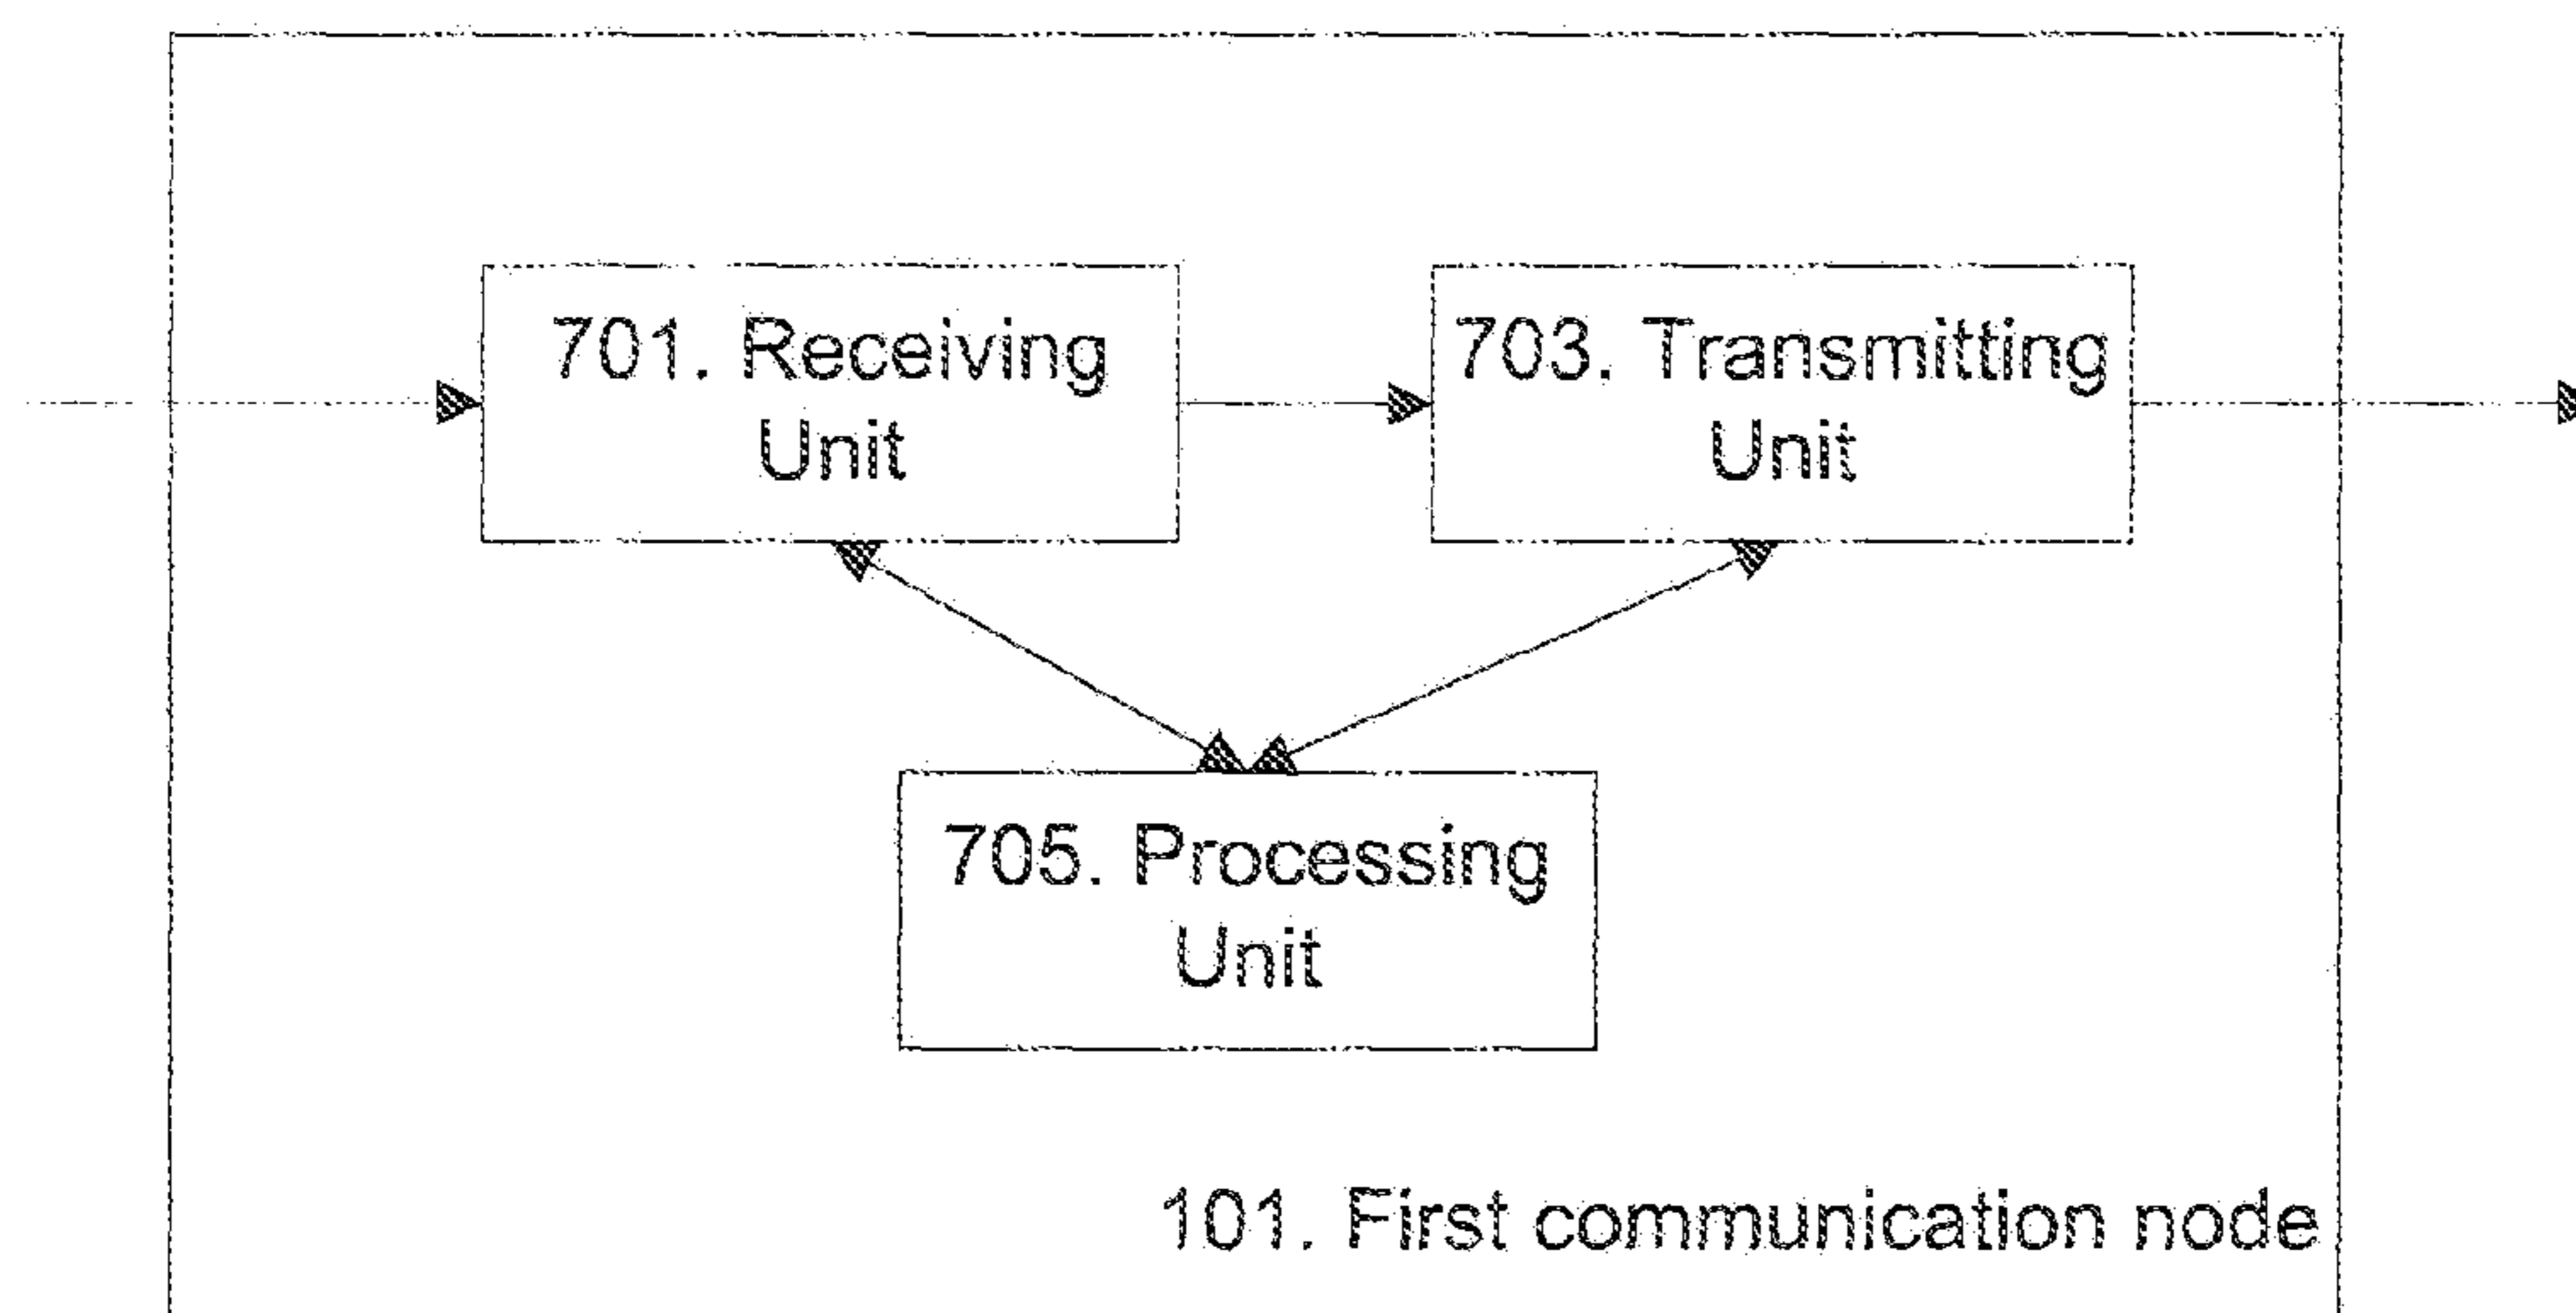 701. Receiving
Unit
703. Transmitting
Unit
705. Processing
Unit
101. First communication node